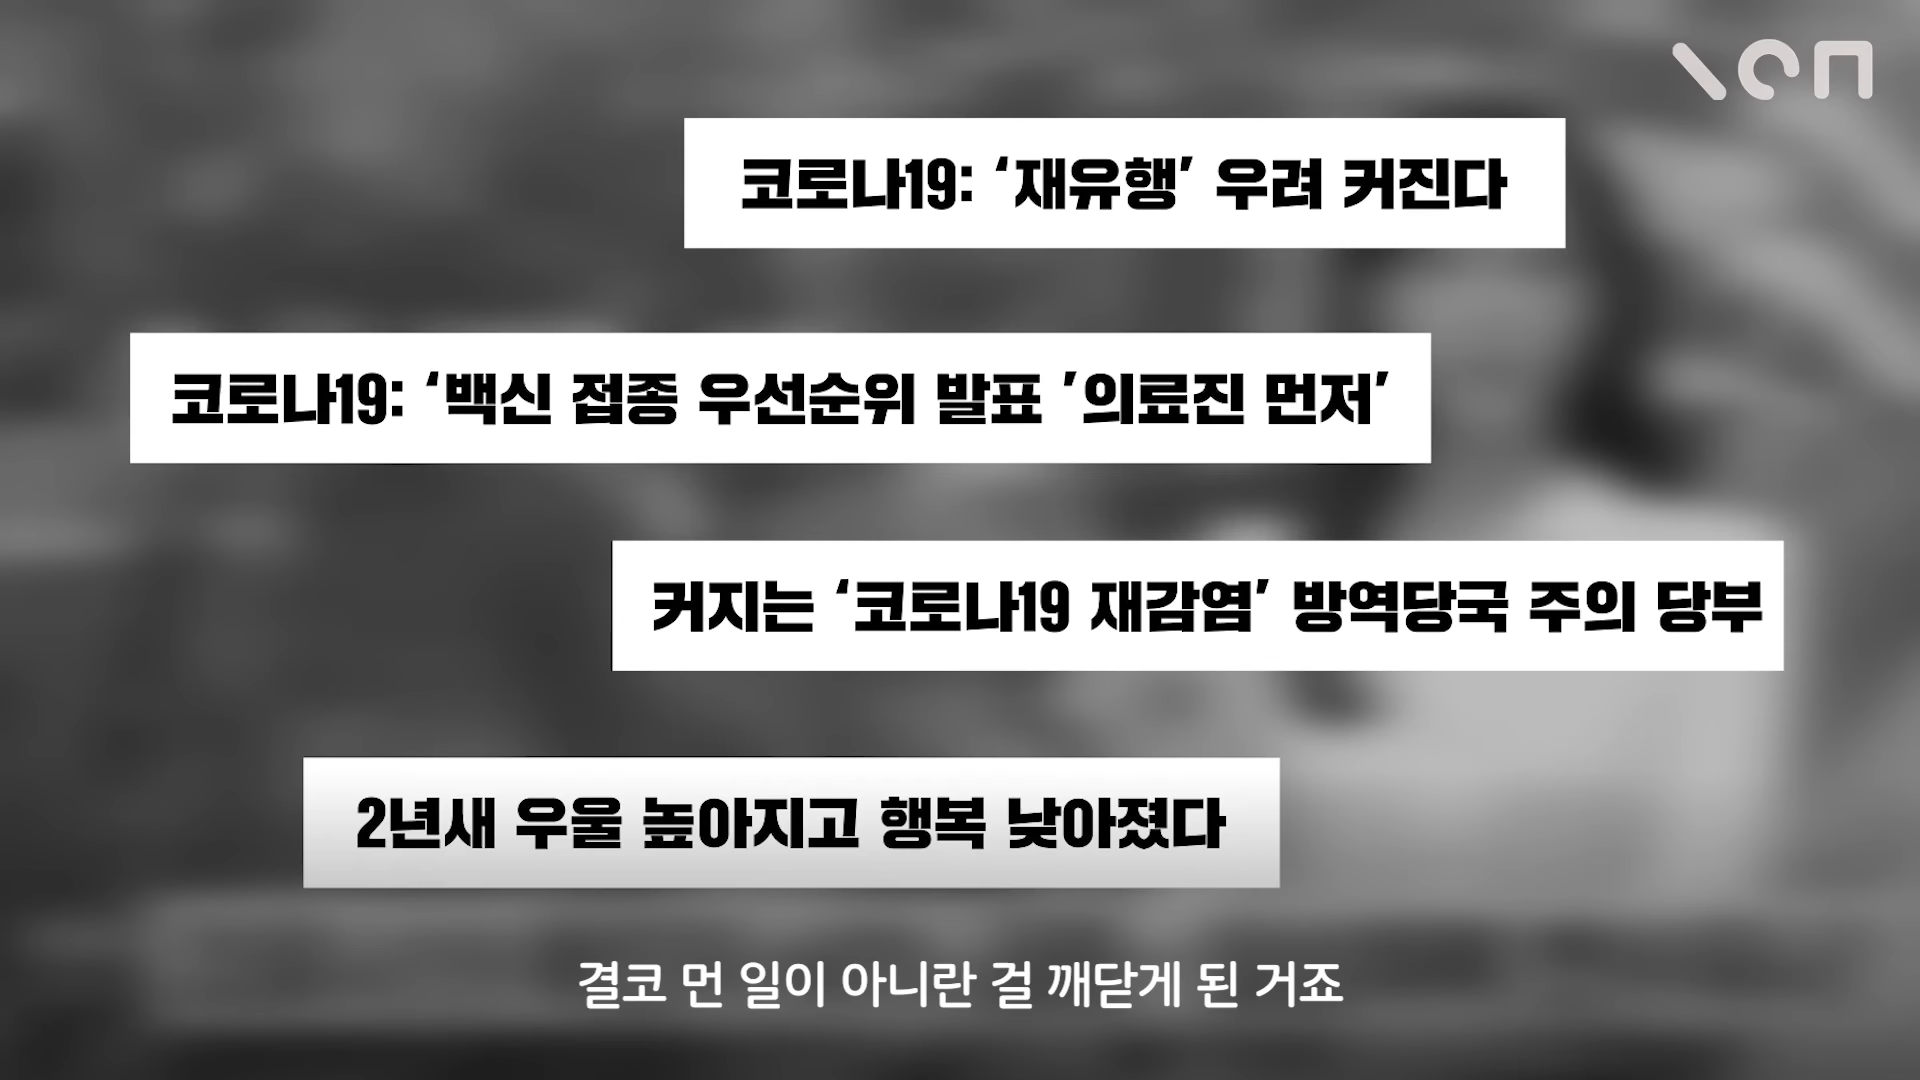 코로나19: ‘재유행’ 우려 커진다
코로나19: ‘백신 접종 우선순위 발표 ’의료진 먼저’
커지는 ‘코로나19 재감염’ 방역당국 주의 당부
2년새 우울 높아지고 행복 낮아졌다
결코 먼 일이 아니란 걸 깨닫게 된 거죠